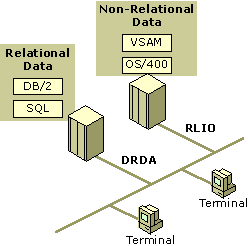 Non-Relational
Data
VSAM
OS/400
Relational
Data
DB/2
SQL
RLIO
DRDA
Terminal
Terminal